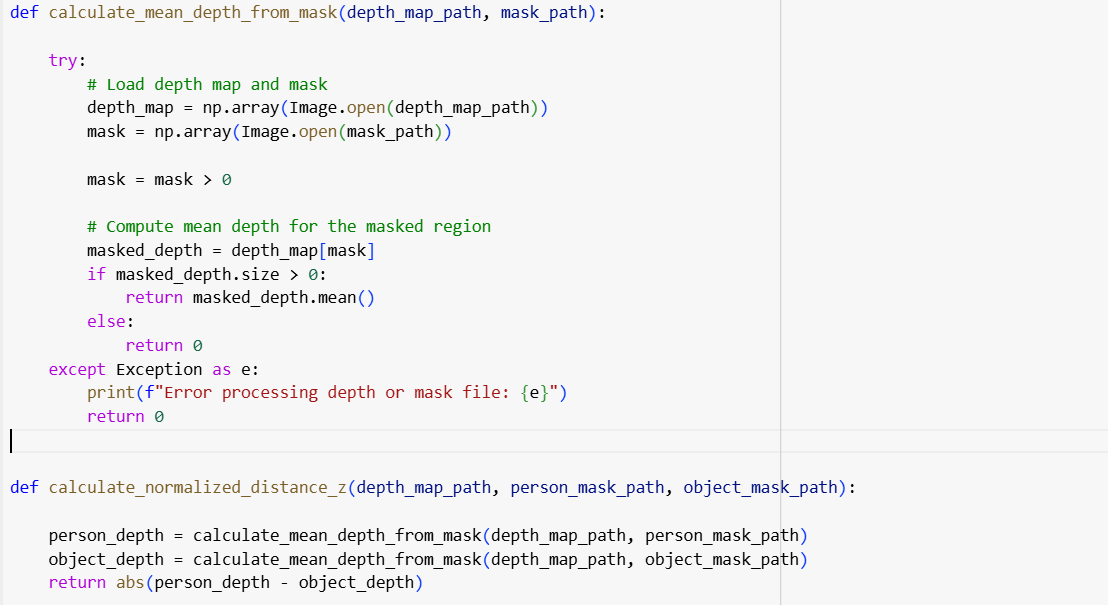 def calculate_mean_depth_from_mask(depth_map_path, mask_path):

    try:
        # Load depth map and mask
        depth_map = np.array(Image.open(depth_map_path))
        mask = np.array(Image.open(mask_path))

        mask = mask > 0

        # Compute mean depth for the masked region
        masked_depth = depth_map[mask]
        if masked_depth.size > 0:
            return masked_depth.mean()
        else:
            return 0
    except Exception as e:
        print(f"Error processing depth or mask file: {e}")
        return 0


def calculate_normalized_distance_z(depth_map_path, person_mask_path, object_mask_path):

    person_depth = calculate_mean_depth_from_mask(depth_map_path, person_mask_path)
    object_depth = calculate_mean_depth_from_mask(depth_map_path, object_mask_path)
    return abs(person_depth - object_depth)